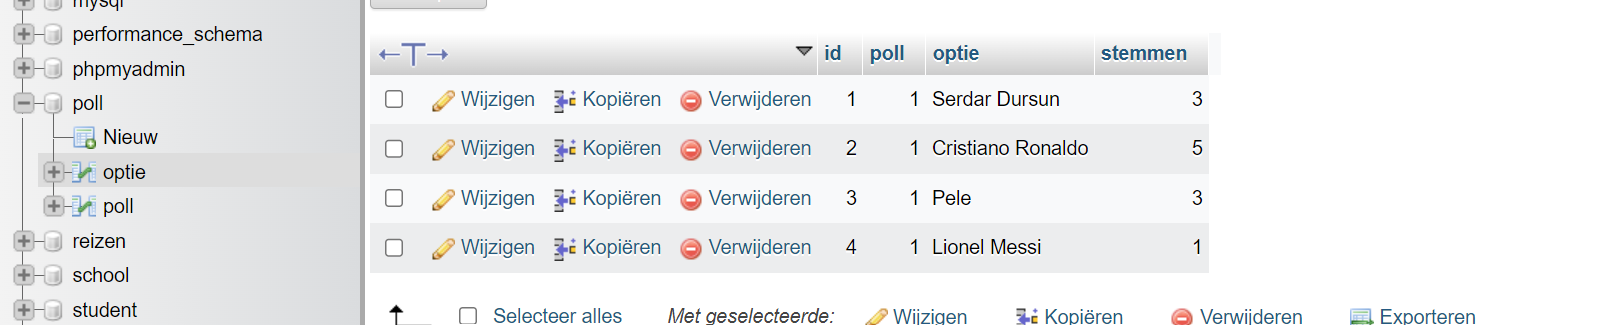 mysql
performance_schema
phpmyadmin
poll
Nieuw
optie
poll
reizen
school
student
id poll optie stemmen
Wijzigen Kopiëren Verwijderen 1 1 Serdar Dursun 3
Wijzigen Kopiëren Verwijderen 2 1 Cristiano Ronaldo 5
Wijzigen Kopiëren Verwijderen 3 1 Pele 3
Wijzigen Kopiëren Verwijderen 4 1 Lionel Messi 1
Selecteer alles Met geselecteerde: Wijzigen Kopiëren Verwijderen Exporteren